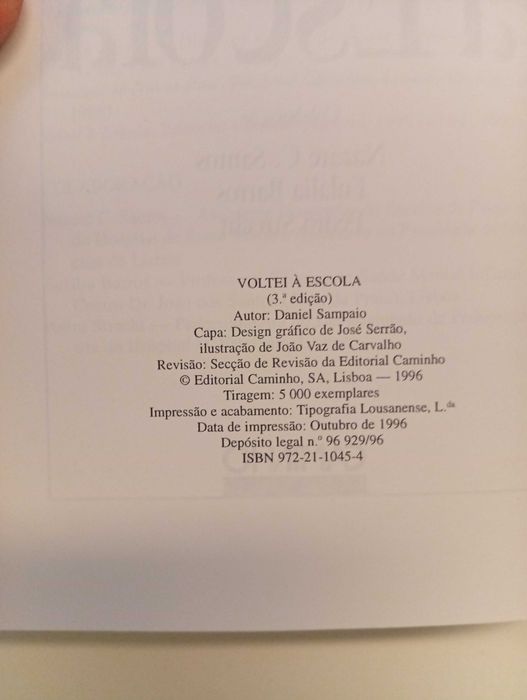 VOLTEI À ESCOLA
(3.ª edição)
Autor: Daniel Sampaio
Capa: Design gráfico de José Serrão,
ilustração de João Vaz de Carvalho
Revisão: Secção de Revisão da Editorial Caminho
© Editorial Caminho, SA, Lisboa — 1996
Tiragem: 5 000 exemplares
Impressão e acabamento: Tipografia Lousanense, L.da
Data de impressão: Outubro de 1996
Depósito legal n.º 96 929/96
ISBN 972-21-1045-4